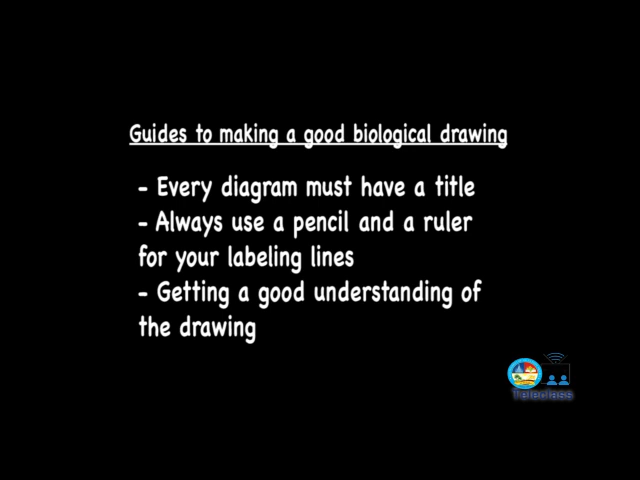 Guides to making a good biological drawing
- Every diagram must have a title
- Always use a pencil and a ruler
for your labeling lines
- Getting a good understanding of
the drawing
Teleclass